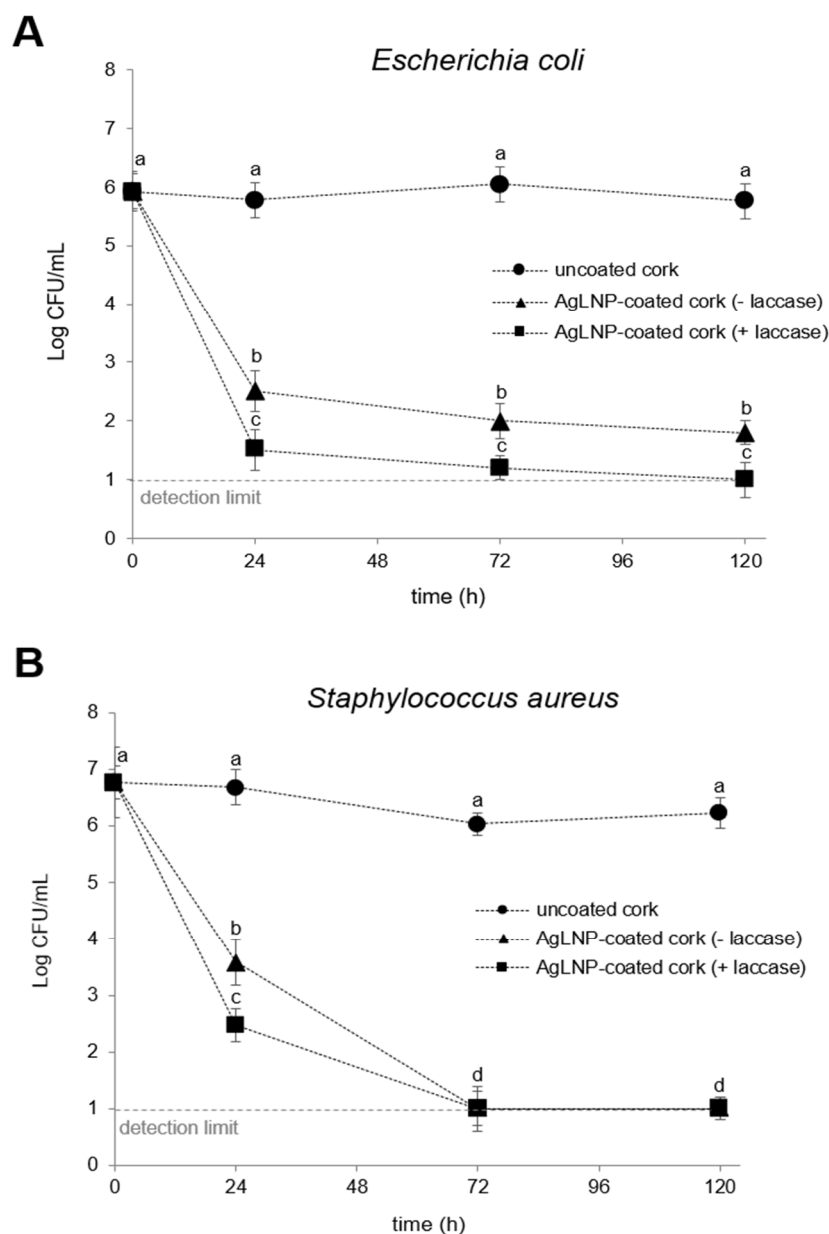 A
Escherichia coli
8
7
6
5
4
3
2
1
0
Log CFU/mL
a
a
a
a
b
b
b
c
c
c
uncoated cork
AgLNP-coated cork (- laccase)
AgLNP-coated cork (+ laccase)
detection limit
0 24 48 72 96 120
time (h)
B
Staphylococcus aureus
8
7
6
5
4
3
2
1
0
Log CFU/mL
a
a
a
a
b
c
d
d
uncoated cork
AgLNP-coated cork (- laccase)
AgLNP-coated cork (+ laccase)
detection limit
0 24 48 72 96 120
time (h)